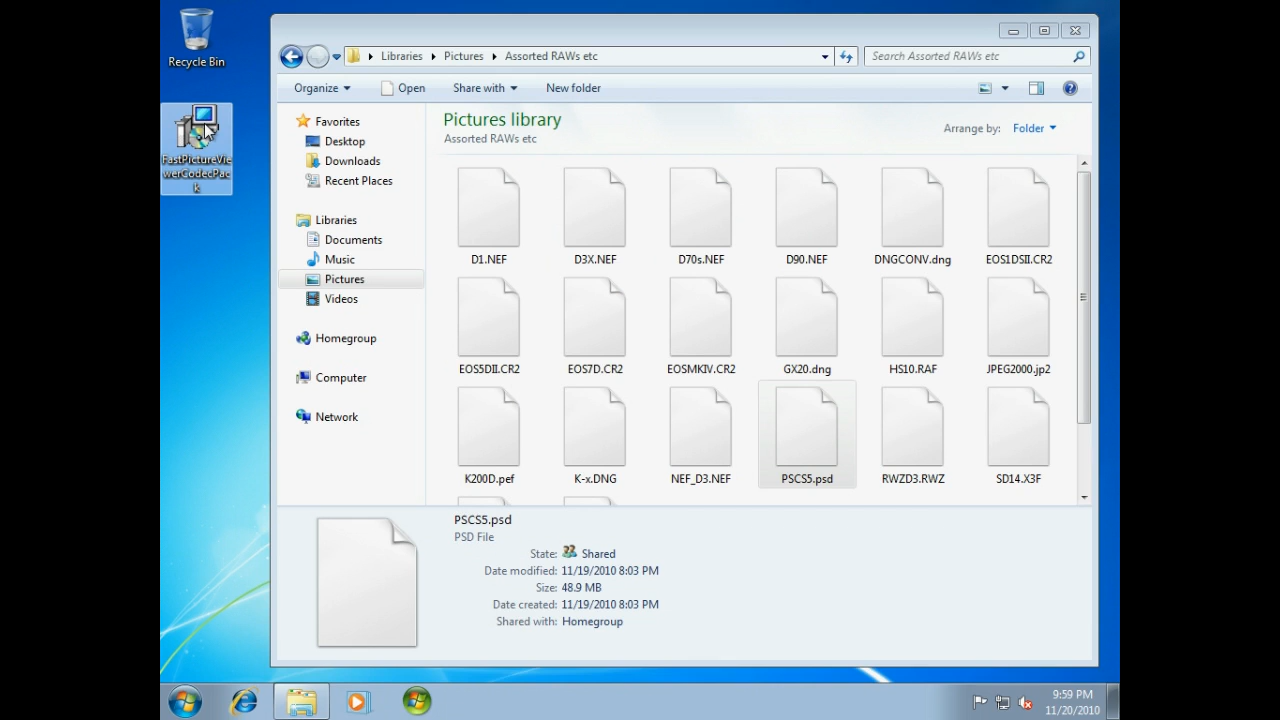 Recycle Bin
FastPictureVie
werCodecPac
k
Libraries
Pictures
Assorted RAWs etc
Search Assorted RAWs etc
Organize
Open
Share with
New folder
Favorites
Desktop
Downloads
Recent Places
Libraries
Documents
Music
Pictures
Videos
Homegroup
Computer
Network
Pictures library
Assorted RAWs etc
Arrange by: Folder
D1.NEF
D3X.NEF
D70s.NEF
D90.NEF
DNGCONV.dng
EOS1DSII.CR2
EOS5DII.CR2
EOS7D.CR2
EOSMKIV.CR2
GX20.dng
HS10.RAF
JPEG2000.jp2
K200D.pef
K-x.DNG
NEF_D3.NEF
PSCS5.psd
RWZD3.RWZ
SD14.X3F
PSCS5.psd
PSD File
State: Shared
Date modified: 11/19/2010 8:03 PM
Size: 48.9 MB
Date created: 11/19/2010 8:03 PM
Shared with: Homegroup
9:59 PM
11/20/2010